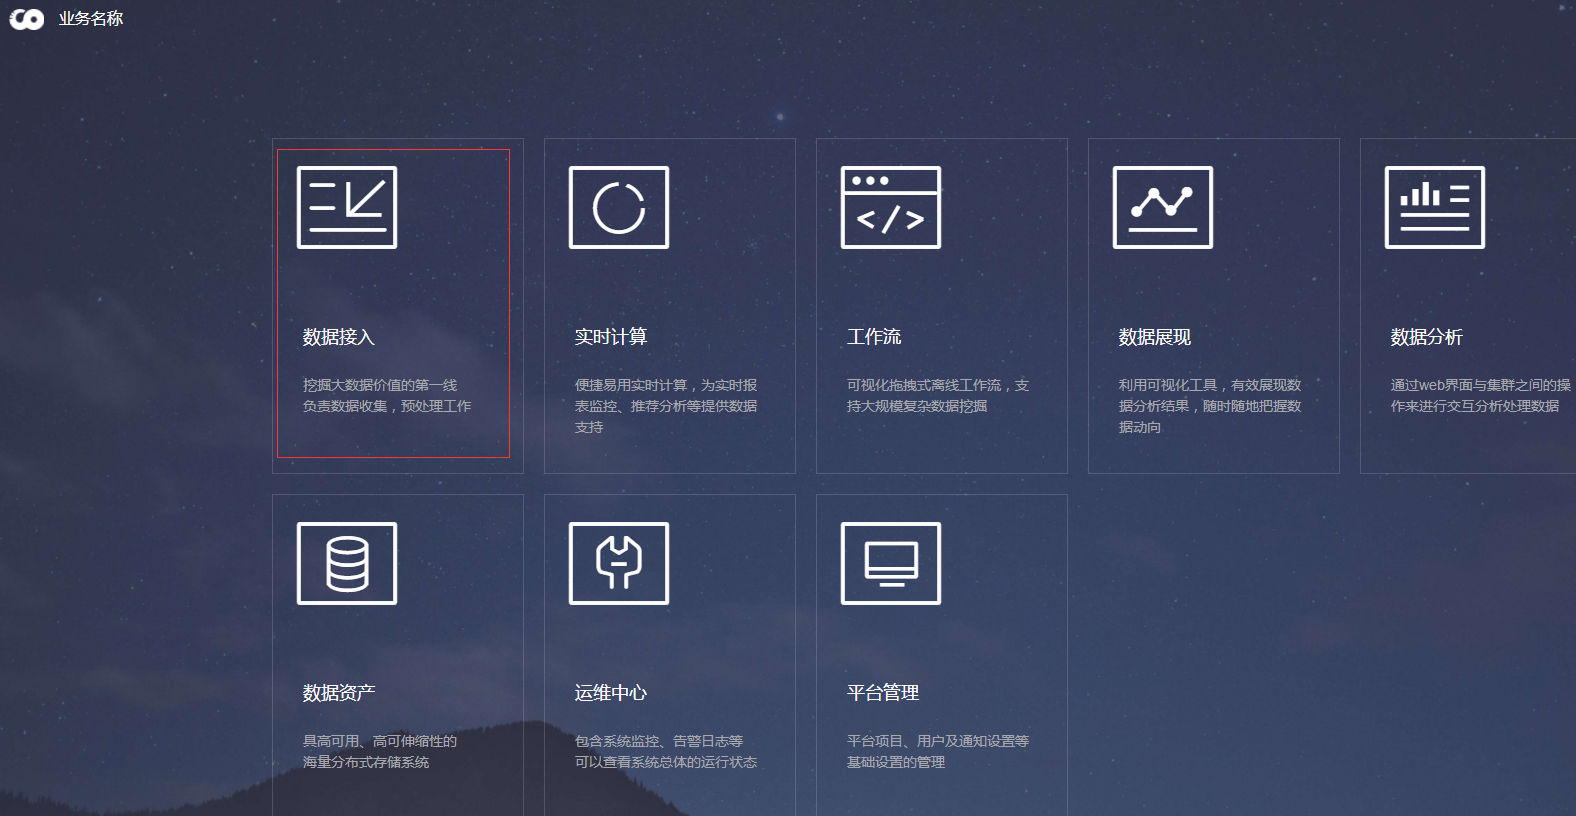 业务名称
数据接入
挖掘大数据价值的第一线
负责数据收集，预处理工作
实时计算
便捷易用实时计算，为实时报
表监控、推荐分析等提供数据
支持
工作流
可视化拖拽式离线工作流，支
持大规模复杂数据挖掘
数据展现
利用可视化工具，有效展现数
据分析结果，随时随地把握数
据动向
数据分析
通过web界面与集群之间的操
作来进行交互分析处理数据
数据资产
具高可用、高可伸缩性的
海量分布式存储系统
运维中心
包含系统监控、告警日志等
可以查看系统总体的运行状态
平台管理
平台项目、用户及通知设置等
基础设置的管理